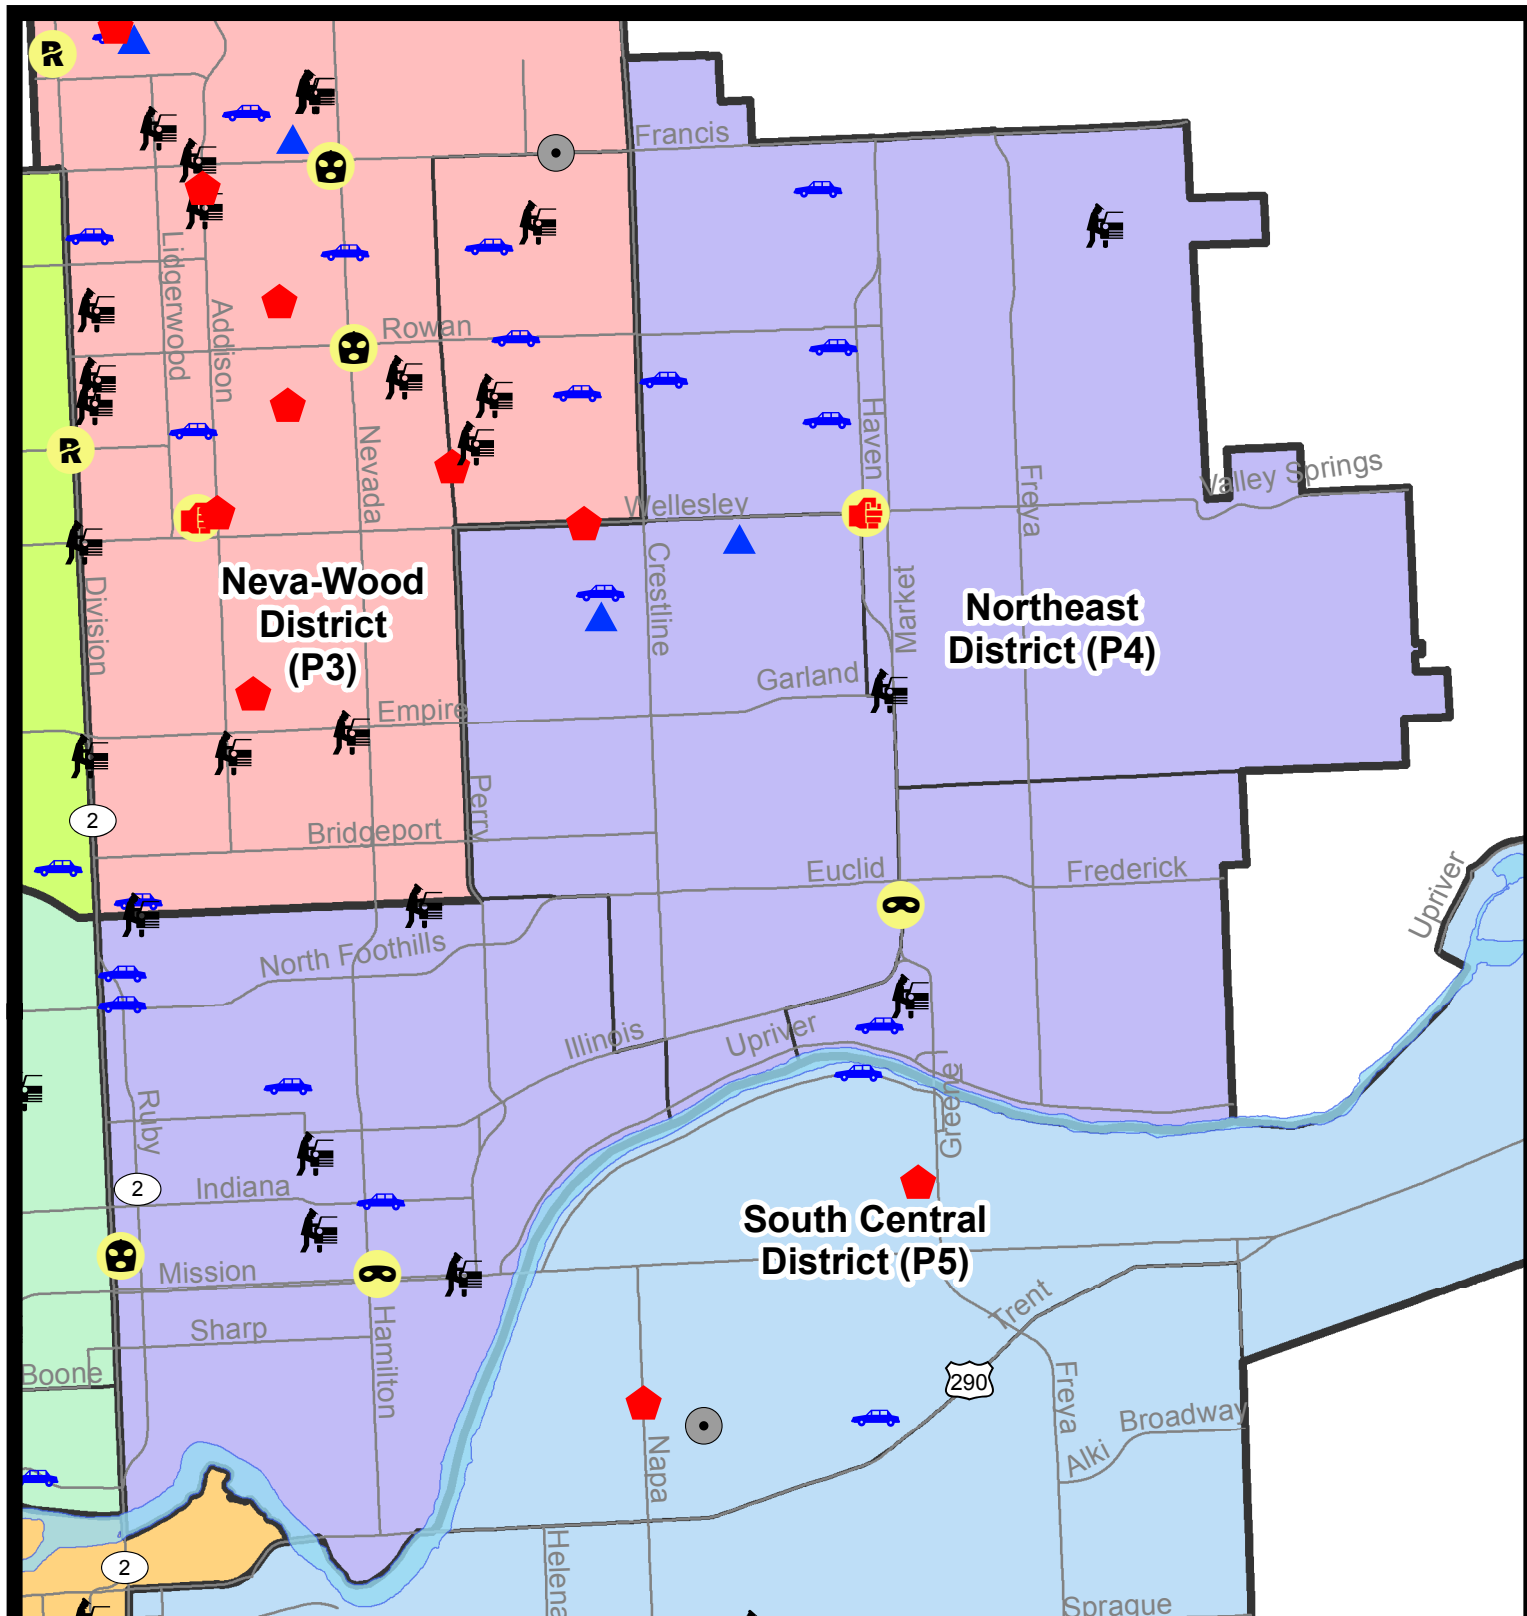 R
Francis
Lidgerwood
Addison
Rowan
Haven
Nevada
R
Valley Springs
Freya
Wellesley
Crestline
Market
Division
Neva-Wood
District
(P3)
Northeast
District (P4)
Garland
Empire
Perry
2
Bridgeport
Euclid
Frederick
Upriver
North Foothills
Illinois
Upriver
Greene
Ruby
2
Indiana
South Central
District (P5)
Mission
Trent
Sharp
Hamilton
Boone
290
Freya
Broadway
Alki
Napa
Helena
2
Sprague